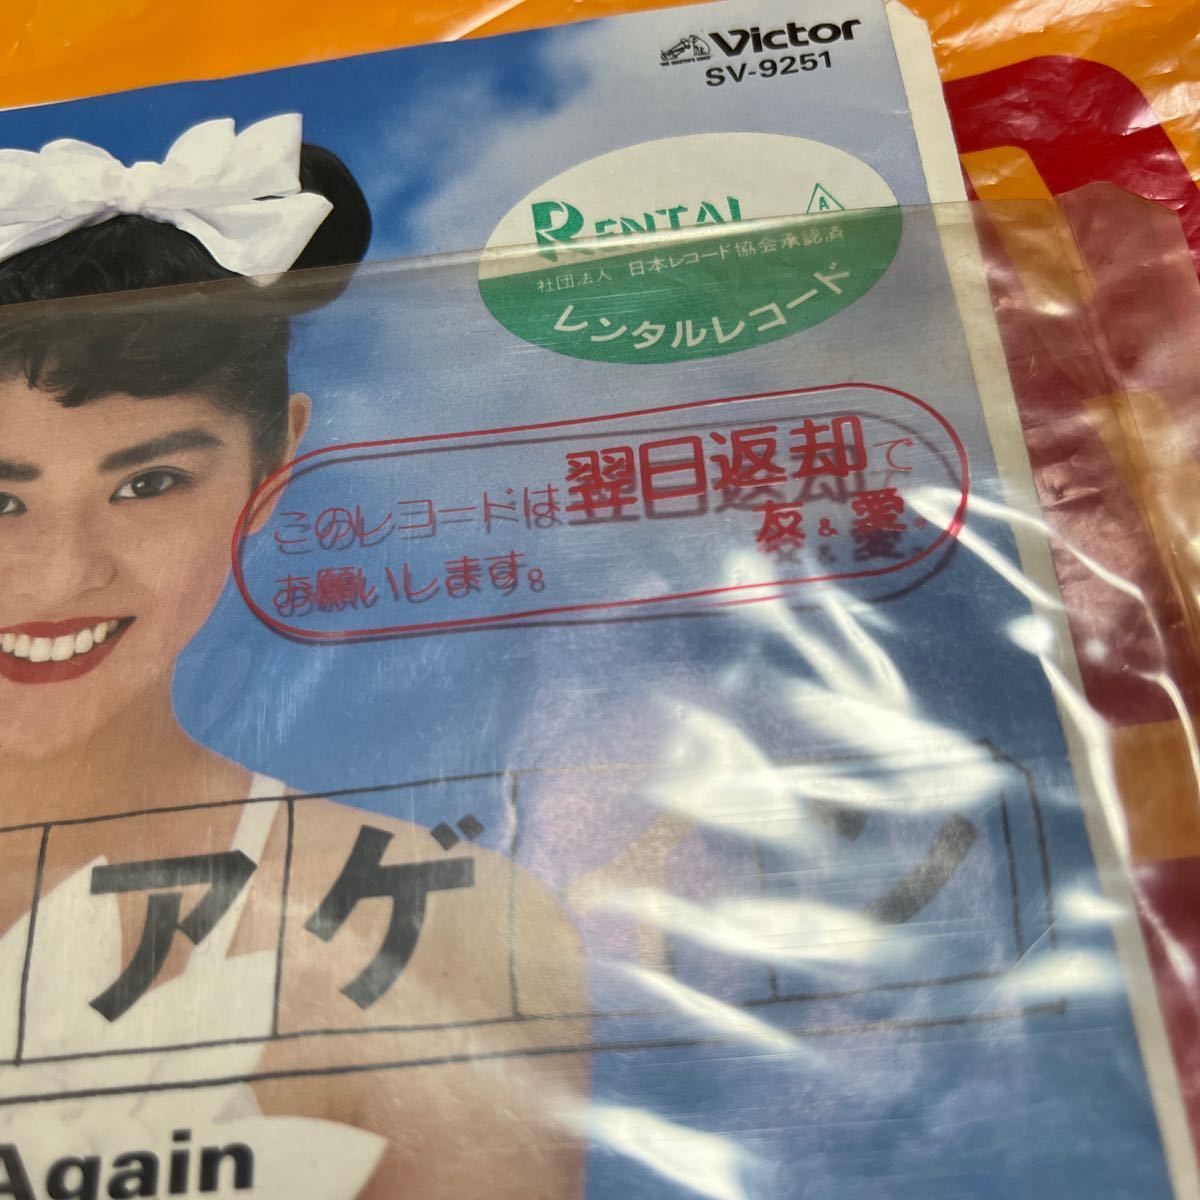 Victor
SV-9251
RENTAL A
社団法人 日本レコード協会承認済
レンタルレコード
このレコードは翌日返却で
お願いします。 友&愛
アゲイン
Again